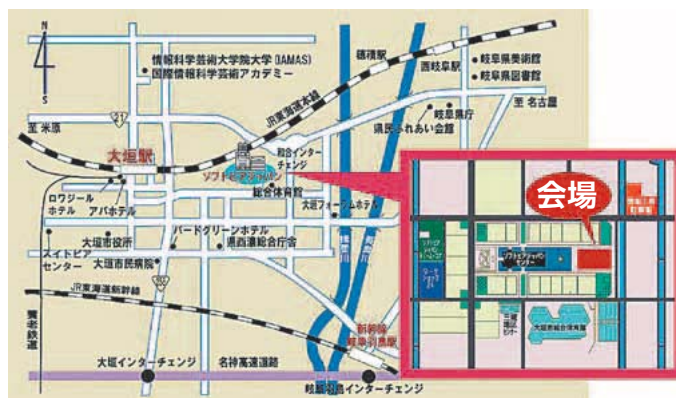 N
S
情報科学芸術大学院大学(IAMAS)
国際情報科学芸術アカデミー
穂積駅
西岐阜駅
岐阜県美術館
岐阜県図書館
至 名古屋
岐阜県庁
県民ふれあい会館
JR東海道本線
21
至 米原
大垣駅
和合インター
チェンジ
ソフトピアジャパン
総合体育館
ロワジール
ホテル
アパホテル
大垣フォーラムホテル
大垣市役所
バードグリーンホテル
県西濃総合庁舎
スイトピア
センター
大垣市民病院
揖斐川
JR東海道新幹線
養老鉄道
新幹線
岐阜羽島駅
大垣インターチェンジ
名神高速道路
岐阜羽島インターチェンジ
会場
ソフトピアジャパン
センター
大垣市総合体育館